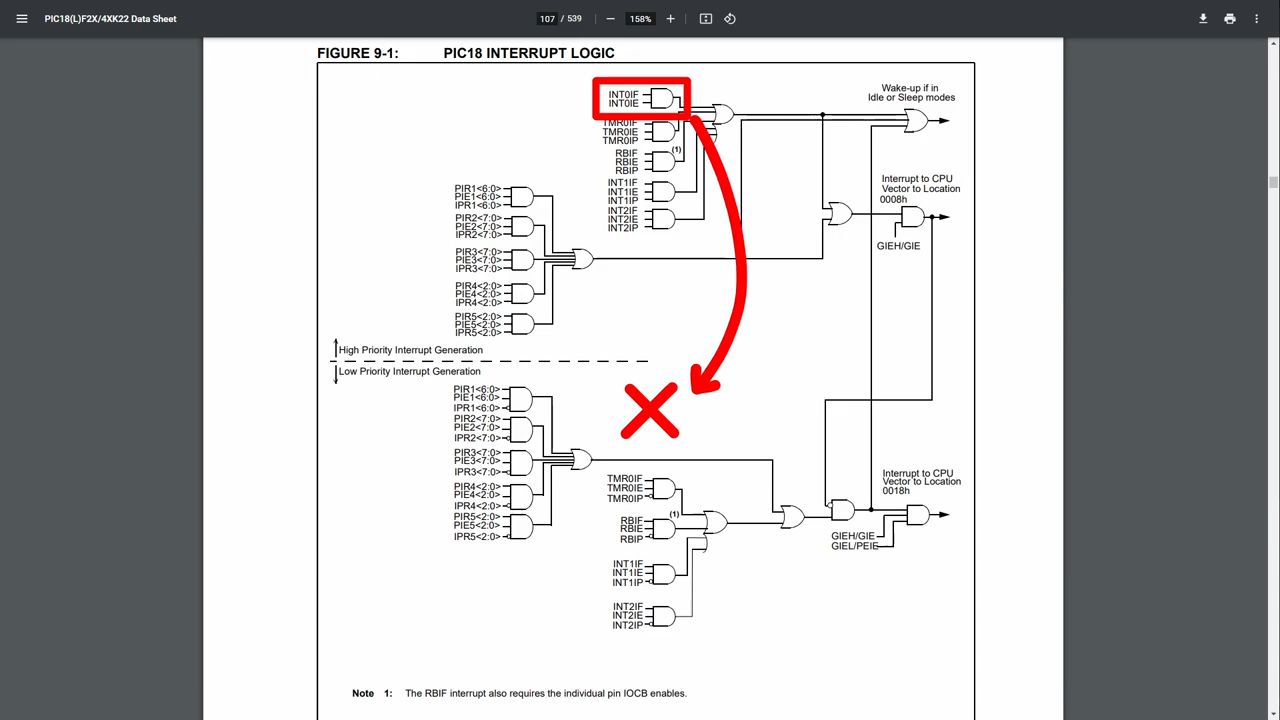 PIC18(L)F2X/4XK22 Data Sheet
107 / 539
158%
FIGURE 9-1: PIC18 INTERRUPT LOGIC
INT0IF
INT0IE
TMR0IF
TMR0IE
TMR0IP
RBIF
RBIE
RBIP
(1)
INT1IF
INT1IE
INT1IP
INT2IF
INT2IE
INT2IP
Wake-up if in
Idle or Sleep modes
Interrupt to CPU
Vector to Location
0008h
GIEH/GIE
PIR1<6:0>
PIE1<6:0>
IPR1<6:0>
PIR2<7:0>
PIE2<7:0>
IPR2<7:0>
PIR3<7:0>
PIE3<7:0>
IPR3<7:0>
PIR4<2:0>
PIE4<2:0>
IPR4<2:0>
PIR5<2:0>
PIE5<2:0>
IPR5<2:0>
High Priority Interrupt Generation
Low Priority Interrupt Generation
PIR1<6:0>
PIE1<6:0>
IPR1<6:0>
PIR2<7:0>
PIE2<7:0>
IPR2<7:0>
PIR3<7:0>
PIE3<7:0>
IPR3<7:0>
PIR4<2:0>
PIE4<2:0>
IPR4<2:0>
PIR5<2:0>
PIE5<2:0>
IPR5<2:0>
TMR0IF
TMR0IE
TMR0IP
(1)
RBIF
RBIE
RBIP
INT1IF
INT1IE
INT1IP
INT2IF
INT2IE
INT2IP
Interrupt to CPU
Vector to Location
0018h
GIEH/GIE
GIEL/PEIE
Note 1: The RBIF interrupt also requires the individual pin IOCB enables.